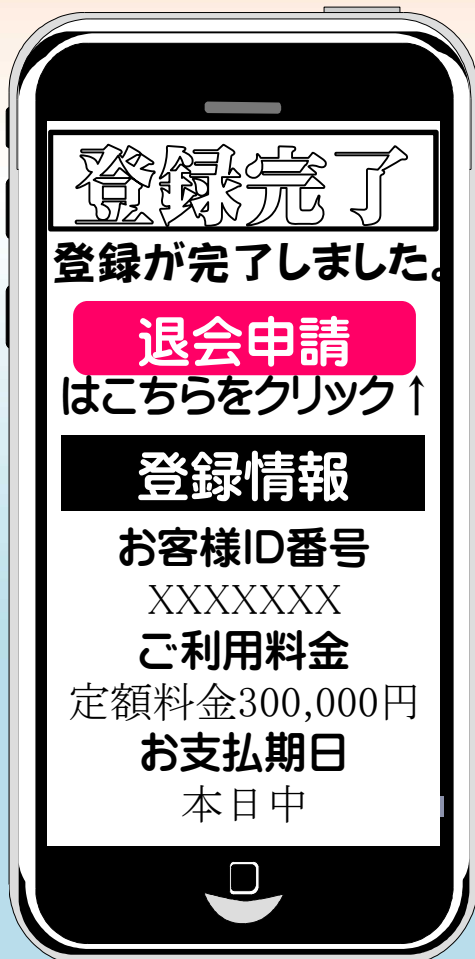 登録完了
登録が完了しました。
退会申請
はこちらをクリック↑
登録情報
お客様ID番号
XXXXXXX
ご利用料金
定額料金300,000円
お支払期日
本日中